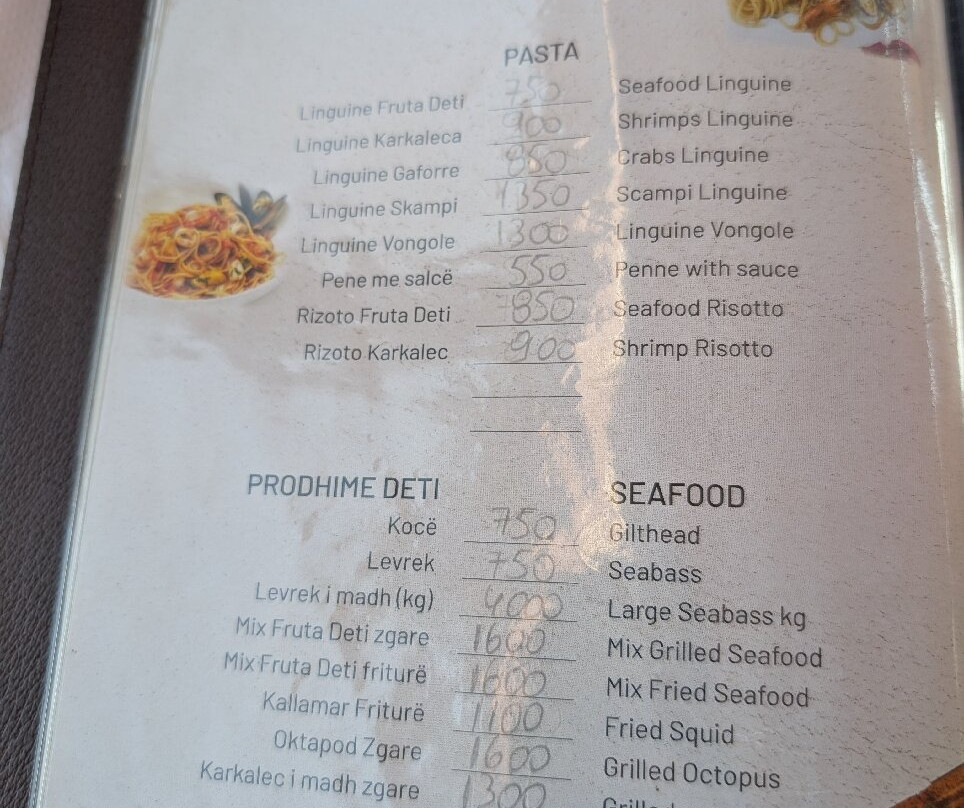 PASTA
Linguine Fruta Deti 750 Seafood Linguine
Linguine Karkaleca 900 Shrimps Linguine
Linguine Gaforre 850 Crabs Linguine
Linguine Skampi 1350 Scampi Linguine
Linguine Vongole 1300 Linguine Vongole
Pene me salcë 550 Penne with sauce
Rizoto Fruta Deti 850 Seafood Risotto
Rizoto Karkalec 900 Shrimp Risotto
PRODHIME DETI SEAFOOD
Kocë 750 Gilthead
Levrek 750 Seabass
Levrek i madh (kg) 4000 Large Seabass kg
Mix Fruta Deti zgare 1600 Mix Grilled Seafood
Mix Fruta Deti friturë 1600 Mix Fried Seafood
Kallamar Friturë 1100 Fried Squid
Oktapod Zgare 1600 Grilled Octopus
Karkalec i madh zgare 1300